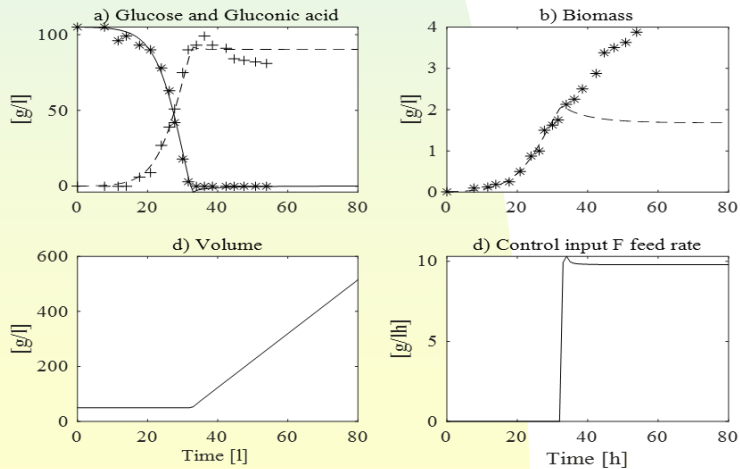 a) Glucose and Gluconic acid
b) Biomass
100
50
0
[g/l]
0 20 40 60 80
4
3
2
1
0
[g/l]
0 20 40 60 80
d) Volume
d) Control input F feed rate
600
400
200
0
[g/l]
0 20 40 60 80
Time [l]
10
5
0
[g/lh]
0 20 40 60 80
Time [h]